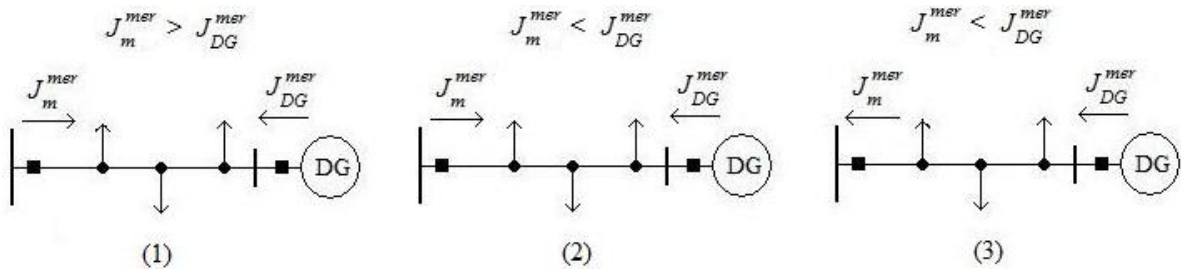 J_m^mer > J_DG^mer
J_m^mer < J_DG^mer
J_m^mer < J_DG^mer
J_m^mer
J_DG^mer
J_m^mer
J_DG^mer
J_m^mer
J_DG^mer
DG
DG
DG
(1)
(2)
(3)